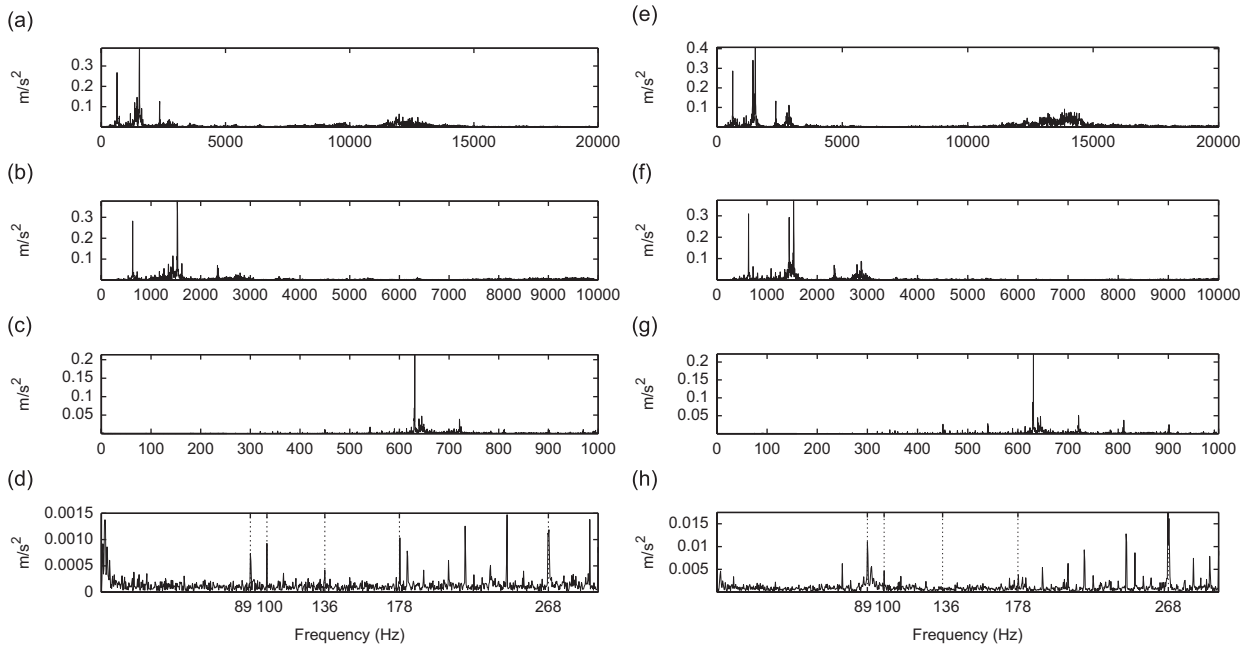 (a)
m/s²
0.3
0.2
0.1
0 5000 10000 15000 20000
(b)
m/s²
0.3
0.2
0.1
0 1000 2000 3000 4000 5000 6000 7000 8000 9000 10000
(c)
m/s²
0.2
0.15
0.1
0.05
0 100 200 300 400 500 600 700 800 900 1000
(d)
m/s²
0.0015
0.0010
0.0005
0
89 100 136 178 268
Frequency (Hz)
(e)
m/s²
0.4
0.3
0.2
0.1
0 5000 10000 15000 20000
(f)
m/s²
0.3
0.2
0.1
0 1000 2000 3000 4000 5000 6000 7000 8000 9000 10000
(g)
m/s²
0.2
0.15
0.1
0.05
0 100 200 300 400 500 600 700 800 900 1000
(h)
m/s²
0.015
0.01
0.005
89 100 136 178 268
Frequency (Hz)